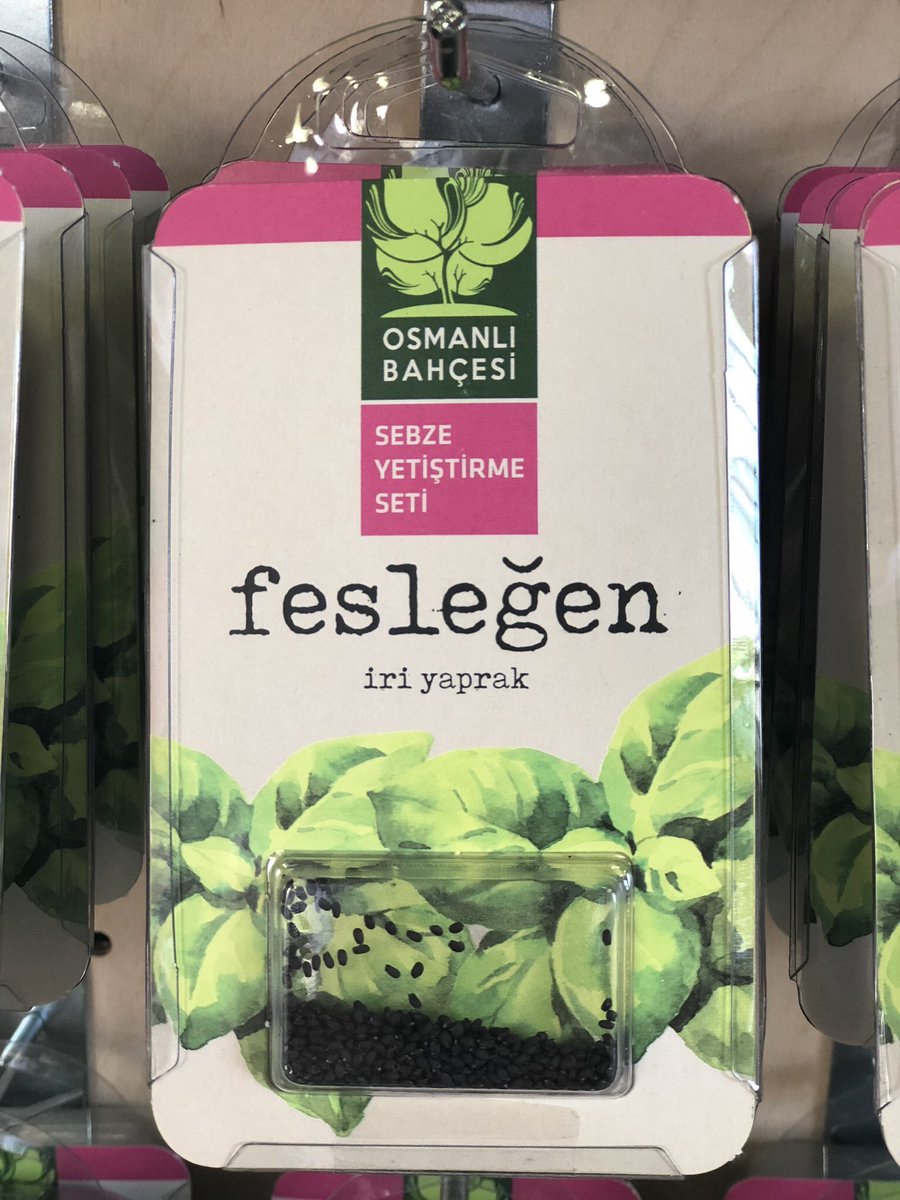 OSMANLI
BAHÇESİ
SEBZE
YETİŞTİRME
SETİ
fesleğen
iri yaprak